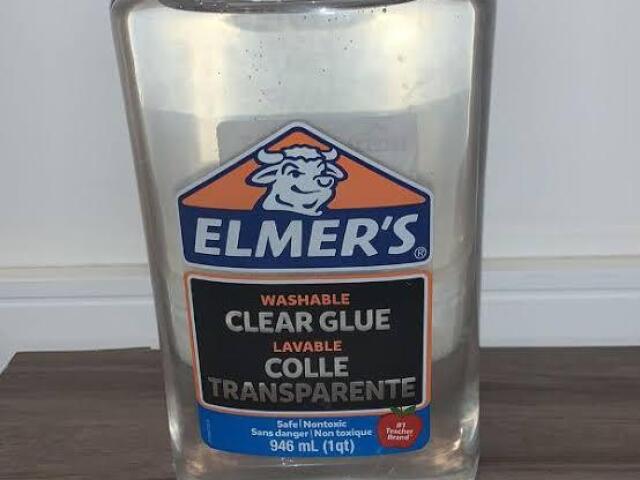 ELMER'S®
WASHABLE
CLEAR GLUE
LAVABLE
COLLE
TRANSPARENTE
Safe | Nontoxic
Sans danger | Non toxique
946 mL (1qt)
#1
Teacher
Brand